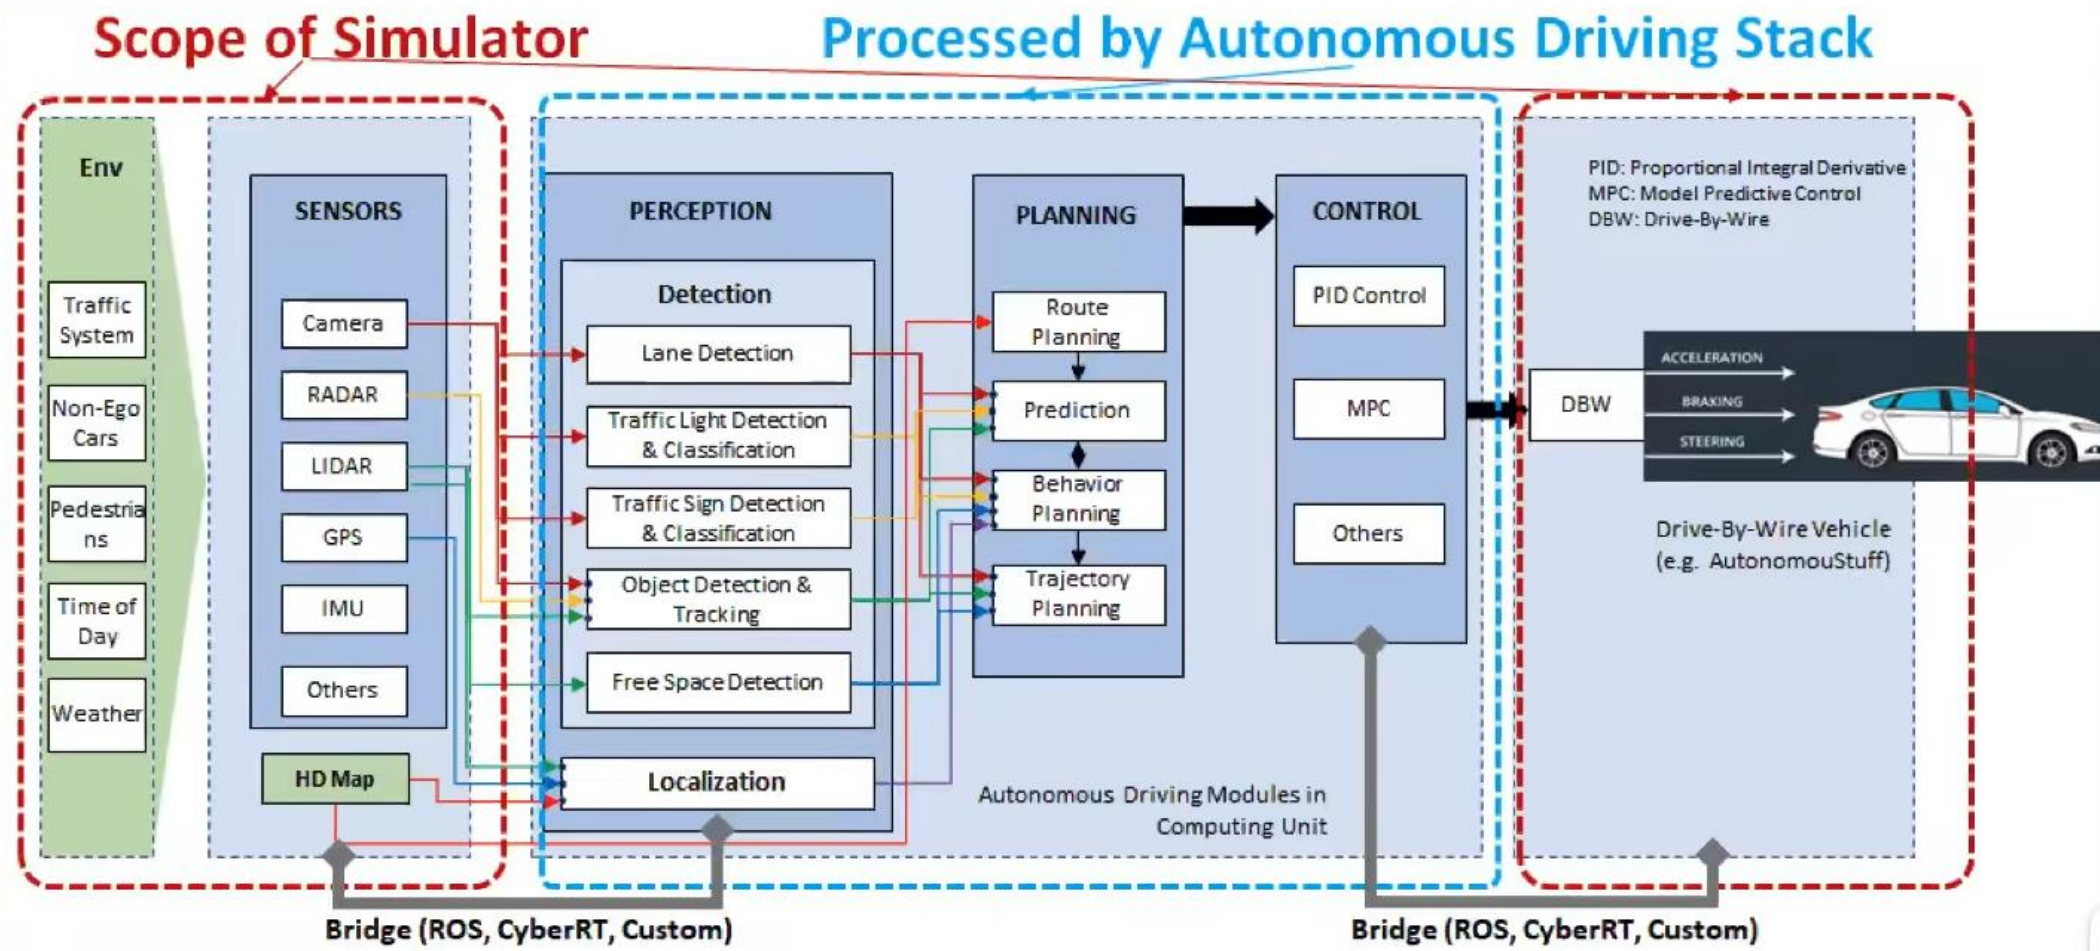 Scope of Simulator
Processed by Autonomous Driving Stack
Env
Traffic
System
Non-Ego
Cars
Pedestria
ns
Time of
Day
Weather
SENSORS
Camera
RADAR
LIDAR
GPS
IMU
Others
HD Map
PERCEPTION
Detection
Lane Detection
Traffic Light Detection
& Classification
Traffic Sign Detection
& Classification
Object Detection &
Tracking
Free Space Detection
Localization
PLANNING
Route
Planning
Prediction
Behavior
Planning
Trajectory
Planning
CONTROL
PID Control
MPC
Others
Autonomous Driving Modules in
Computing Unit
PID: Proportional Integral Derivative
MPC: Model Predictive Control
DBW: Drive-By-Wire
DBW
ACCELERATION
BRAKING
STEERING
Drive-By-Wire Vehicle
(e.g. AutonomouStuff)
Bridge (ROS, CyberRT, Custom)
Bridge (ROS, CyberRT, Custom)